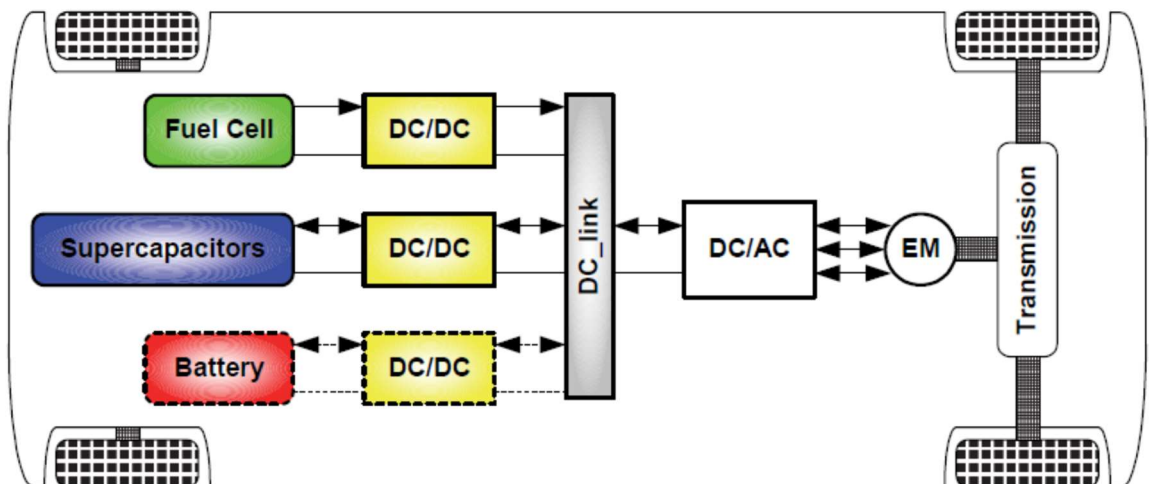 Fuel Cell
DC/DC
Supercapacitors
DC/DC
Battery
DC/DC
DC_link
DC/AC
EM
Transmission